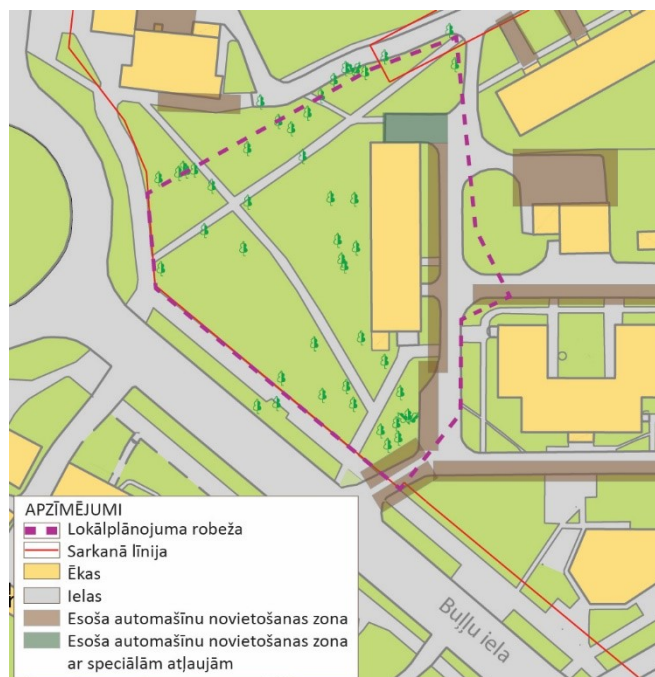 APZĪMĒJUMI
Lokālplānojuma robeža
Sarkanā līnija
Ēkas
Ielas
Esoša automašīnu novietošanas zona
Esoša automašīnu novietošanas zona
ar speciālām atļaujām
Buļļu iela